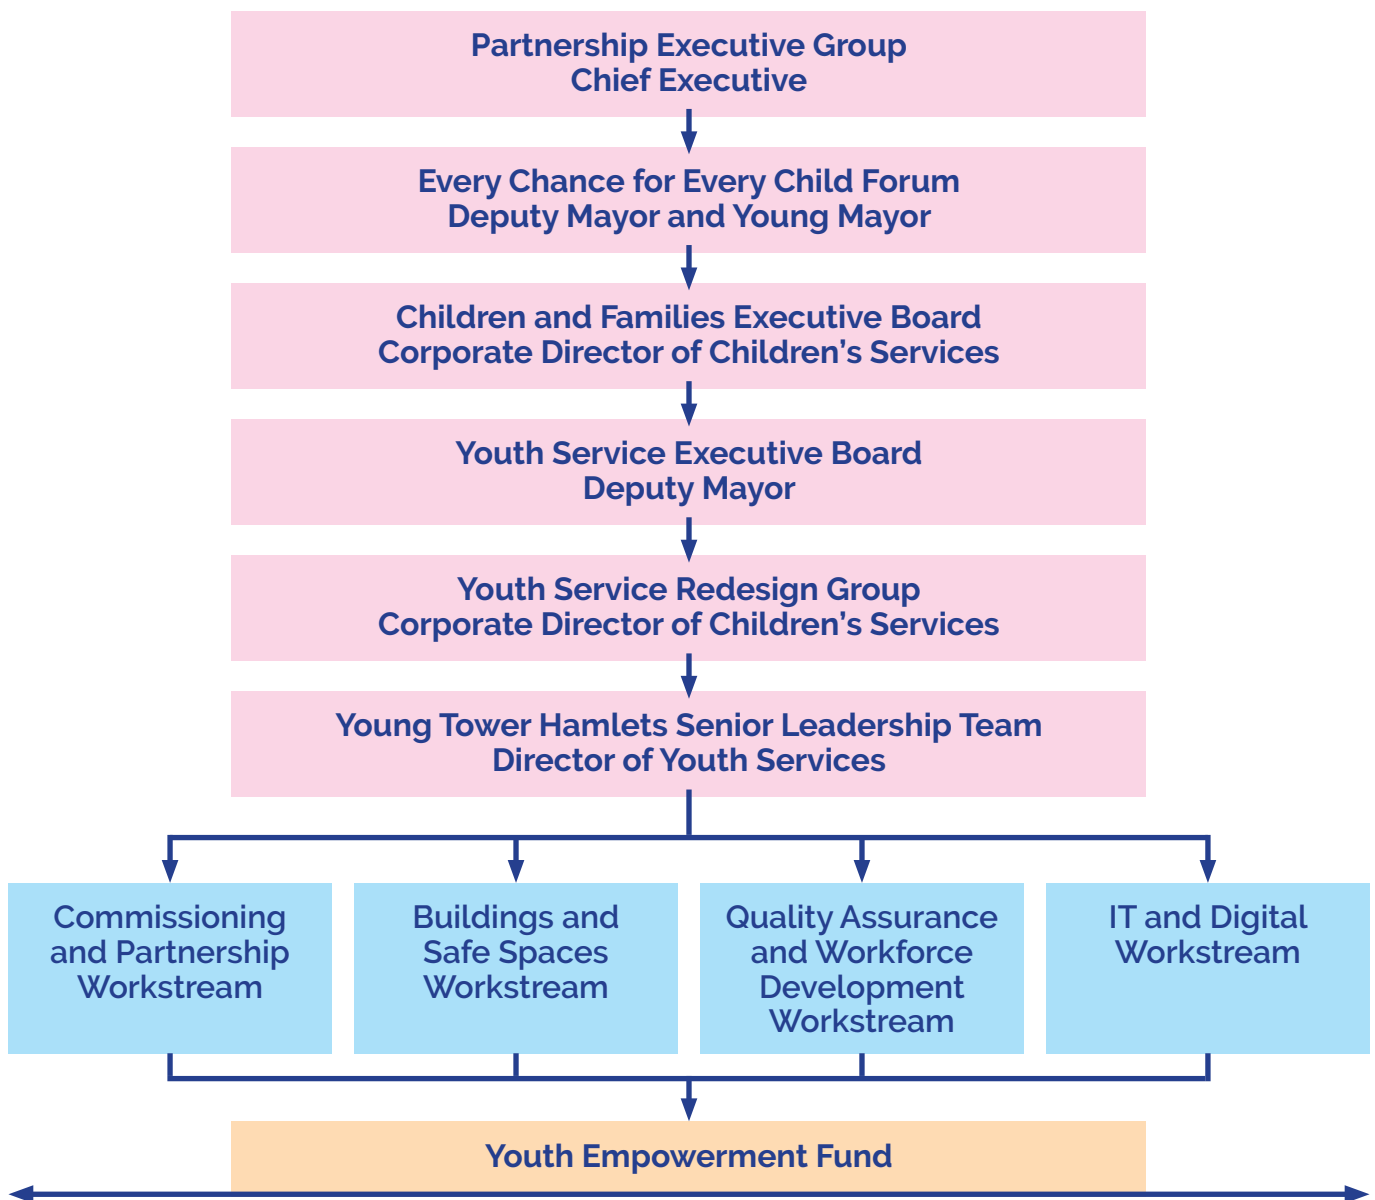 Partnership Executive Group
Chief Executive
Every Chance for Every Child Forum
Deputy Mayor and Young Mayor
Children and Families Executive Board
Corporate Director of Children’s Services
Youth Service Executive Board
Deputy Mayor
Youth Service Redesign Group
Corporate Director of Children’s Services
Young Tower Hamlets Senior Leadership Team
Director of Youth Services
Commissioning
and Partnership
Workstream
Buildings and
Safe Spaces
Workstream
Quality Assurance
and Workforce
Development
Workstream
IT and Digital
Workstream
Youth Empowerment Fund